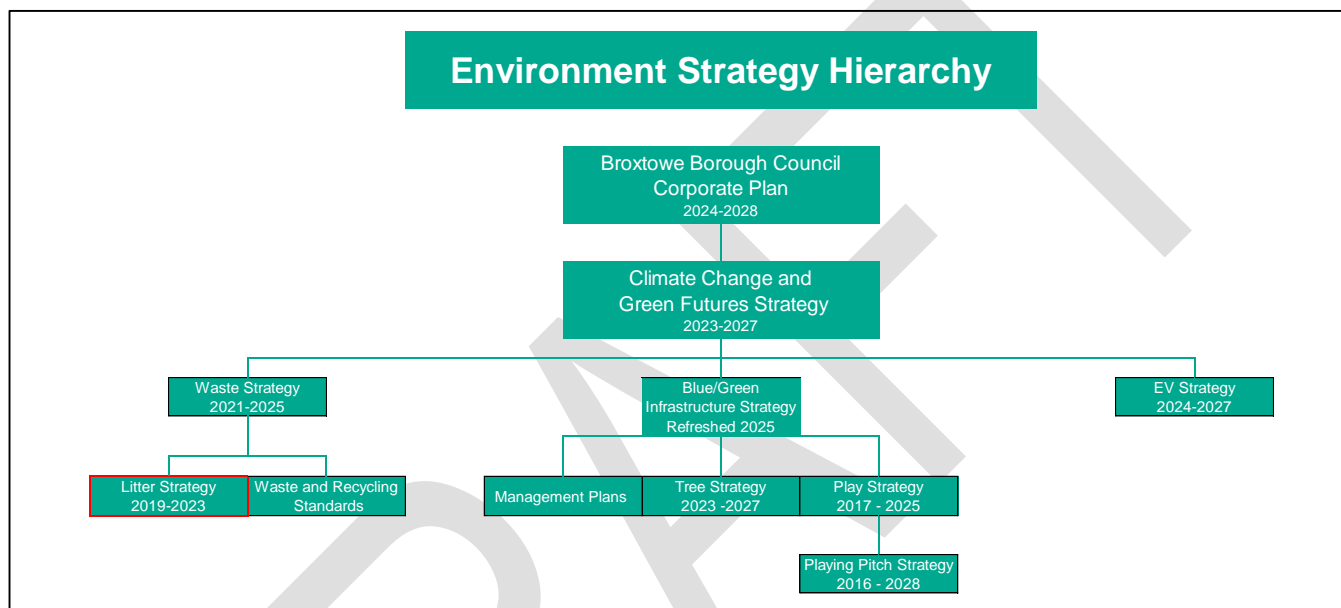 Environment Strategy Hierarchy
Broxtowe Borough Council
Corporate Plan
2024-2028
Climate Change and
Green Futures Strategy
2023-2027
Waste Strategy
2021-2025
Blue/Green
Infrastructure Strategy
Refreshed 2025
EV Strategy
2024-2027
Litter Strategy
2019-2023
Waste and Recycling
Standards
Management Plans
Tree Strategy
2023 -2027
Play Strategy
2017 - 2025
Playing Pitch Strategy
2016 - 2028
DRAFT